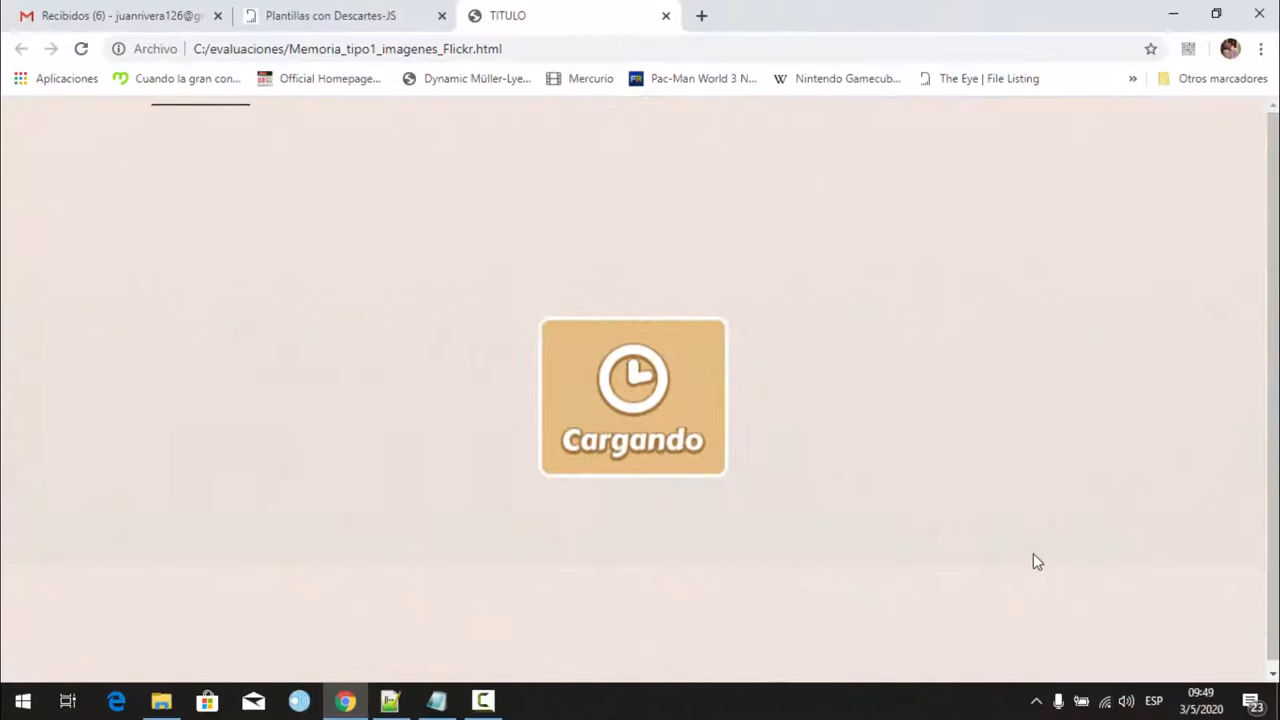 Recibidos (6) - juanrivera126@g
Plantillas con Descartes-JS
TITULO
Archivo
C:/evaluaciones/Memoria_tipo1_imagenes_Flickr.html
Aplicaciones
Cuando la gran con...
Official Homepage...
Dynamic Müller-Lye...
Mercurio
Pac-Man World 3 N...
Nintendo Gamecub...
The Eye | File Listing
»
Otros marcadores
Cargando
ESP
09:49
3/5/2020
23